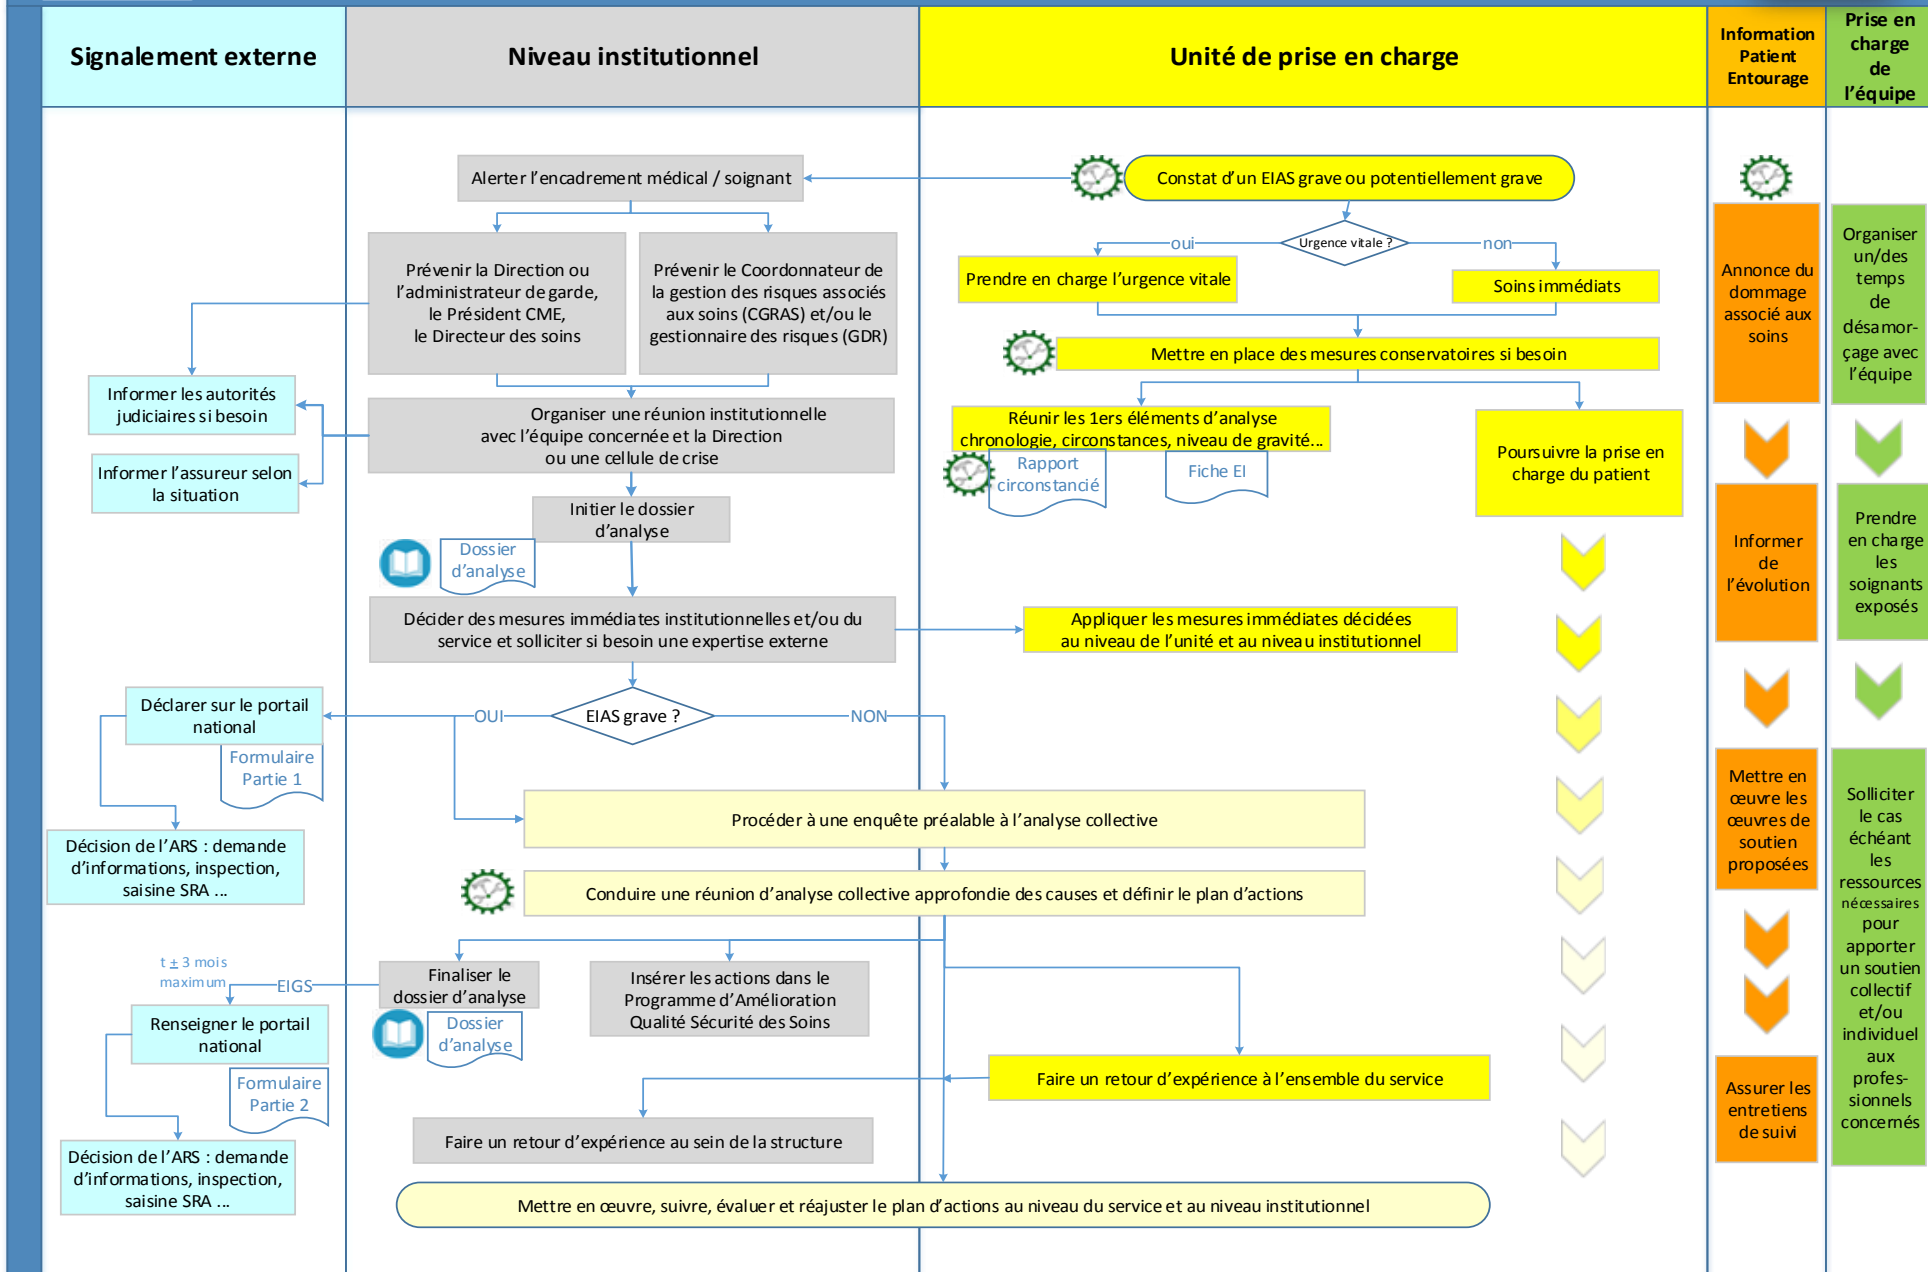 Signalement externe
Niveau institutionnel
Unité de prise en charge
Information
Patient
Entourage
Prise en
charge
de
l'équipe
Alerter l'encadrement médical / soignant
Constat d'un EIAS grave ou potentiellement grave
Urgence vitale ?
oui
non
Prendre en charge l'urgence vitale
Soins immédiats
Prévenir la Direction ou
l'administrateur de garde,
le Président CME,
le Directeur des soins
Prévenir le Coordonnateur de
la gestion des risques associés
aux soins (CGRAS) et/ou le
gestionnaire des risques (GDR)
Mettre en place des mesures conservatoires si besoin
Informer les autorités
judiciaires si besoin
Informer l'assureur selon
la situation
Organiser une réunion institutionnelle
avec l'équipe concernée et la Direction
ou une cellule de crise
Réunir les 1ers éléments d'analyse
chronologie, circonstances, niveau de gravité...
Rapport
circonstancié
Fiche EI
Poursuivre la prise en
charge du patient
Initier le dossier
d'analyse
Dossier
d'analyse
Décider des mesures immédiates institutionnelles et/ou du
service et solliciter si besoin une expertise externe
Appliquer les mesures immédiates décidées
au niveau de l'unité et au niveau institutionnel
EIAS grave ?
OUI
NON
Déclarer sur le portail
national
Formulaire
Partie 1
Décision de l'ARS : demande
d'informations, inspection,
saisine SRA ...
Procéder à une enquête préalable à l'analyse collective
Conduire une réunion d'analyse collective approfondie des causes et définir le plan d'actions
Finaliser le
dossier d'analyse
Dossier
d'analyse
Insérer les actions dans le
Programme d'Amélioration
Qualité Sécurité des Soins
t ± 3 mois
maximum
EIGS
Renseigner le portail
national
Formulaire
Partie 2
Décision de l'ARS : demande
d'informations, inspection,
saisine SRA ...
Faire un retour d'expérience à l'ensemble du service
Faire un retour d'expérience au sein de la structure
Mettre en œuvre, suivre, évaluer et réajuster le plan d'actions au niveau du service et au niveau institutionnel
Annonce du
dommage
associé aux
soins
Informer
de
l'évolution
Mettre en
œuvre les
œuvres de
soutien
proposées
Assurer les
entretiens
de suivi
Organiser
un/des
temps
de
désamor-
çage avec
l'équipe
Prendre
en charge
les
soignants
exposés
Solliciter
le cas
échéant
les
ressources
nécessaires
pour
apporter
un soutien
collectif
et/ou
individuel
aux
profes-
sionnels
concernés